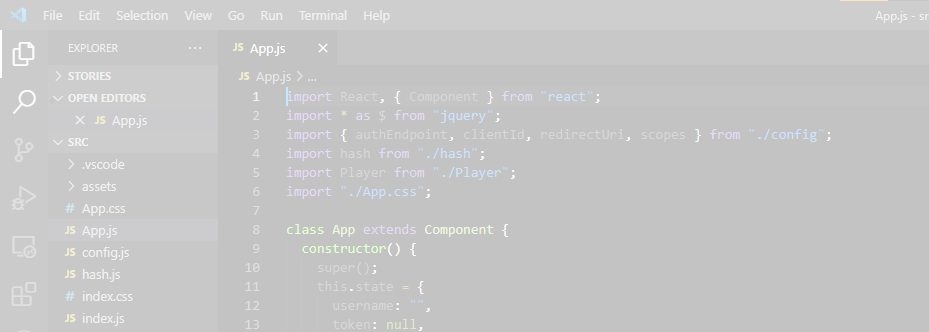 File Edit Selection View Go Run Terminal Help App.js - sr
EXPLORER ···
STORIES
OPEN EDITORS
App.js
SRC
.vscode
assets
# App.css
JS App.js
JS config.js
JS hash.js
# index.css
JS index.js
JS App.js
JS App.js > ...
1 import React, { Component } from "react";
2 import * as $ from "jquery";
3 import { authEndpoint, clientId, redirectUri, scopes } from "./config";
4 import hash from "./hash";
5 import Player from "./Player";
6 import "./App.css";
7
8 class App extends Component {
9 constructor() {
10 super();
11 this.state = {
12 username: "",
13 token: null,